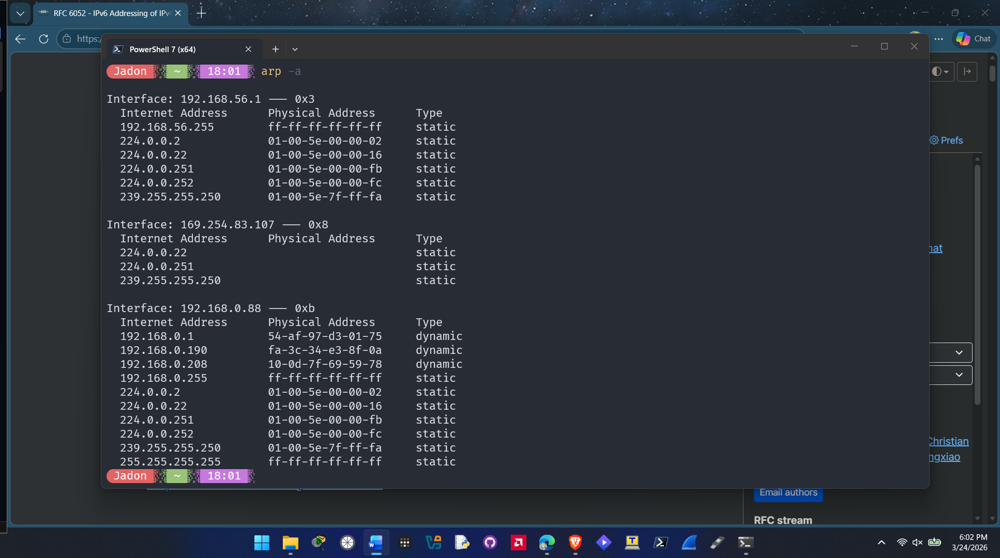 RFC 6052 - IPv6 Addressing of IPv4
https:/
Chat
PowerShell 7 (x64)
Jadon ~ 18:01 arp -a
Interface: 192.168.56.1 --- 0x3
Internet Address Physical Address Type
192.168.56.255 ff-ff-ff-ff-ff-ff static
224.0.0.2 01-00-5e-00-00-02 static
224.0.0.22 01-00-5e-00-00-16 static
224.0.0.251 01-00-5e-00-00-fb static
224.0.0.252 01-00-5e-00-00-fc static
239.255.255.250 01-00-5e-7f-ff-fa static
Interface: 169.254.83.107 --- 0x8
Internet Address Physical Address Type
224.0.0.22 static
224.0.0.251 static
239.255.255.250 static
Interface: 192.168.0.88 --- 0xb
Internet Address Physical Address Type
192.168.0.1 54-af-97-d3-01-75 dynamic
192.168.0.190 fa-3c-34-e3-8f-0a dynamic
192.168.0.208 10-0d-7f-69-59-78 dynamic
192.168.0.255 ff-ff-ff-ff-ff-ff static
224.0.0.2 01-00-5e-00-00-02 static
224.0.0.22 01-00-5e-00-00-16 static
224.0.0.251 01-00-5e-00-00-fb static
224.0.0.252 01-00-5e-00-00-fc static
239.255.255.250 01-00-5e-7f-ff-fa static
255.255.255.255 ff-ff-ff-ff-ff-ff static
Jadon ~ 18:01
Prefs
hat
Christian
ngxiao
Email authors
RFC stream
6:02 PM
3/24/2026